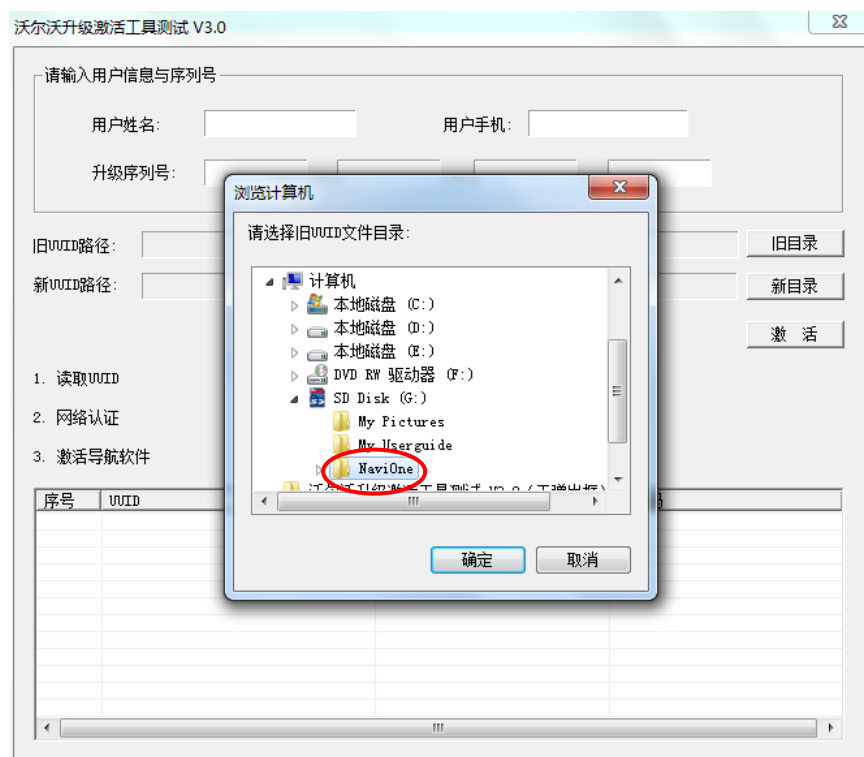 沃尔沃升级激活工具测试 V3.0
请输入用户信息与序列号
用户姓名: 用户手机:
升级序列号:
浏览计算机
请选择旧UUID文件目录:
旧UUID路径: 旧目录
新UUID路径: 新目录
激 活
计算机
本地磁盘 (C:)
本地磁盘 (D:)
本地磁盘 (E:)
DVD RW 驱动器 (F:)
SD Disk (G:)
My Pictures
My Userguide
NaviOne
1. 读取UUID
2. 网络认证
3. 激活导航软件
序号 UUID
确定 取消